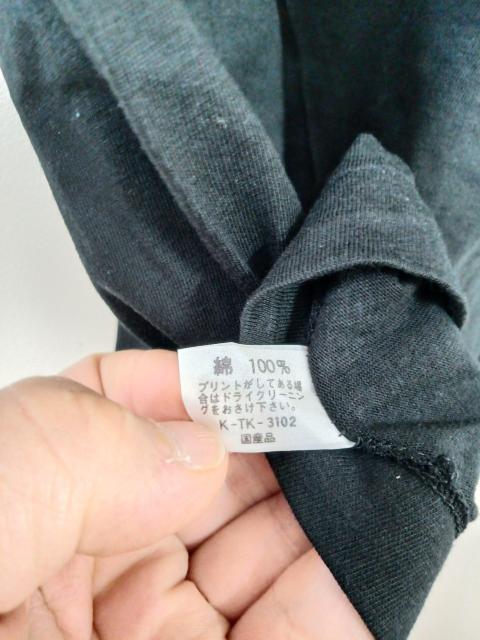 綿 100%
プリントがしてある場
合はドライクリーニン
グをおさけ下さい。
K-TK-3102
国産品